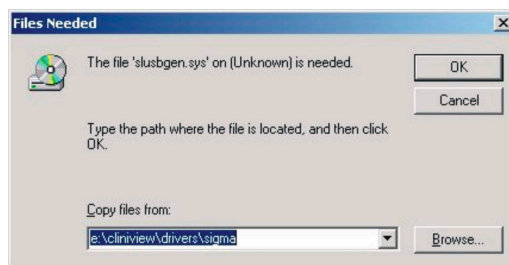 Files Needed
The file 'slusbgen.sys' on (Unknown) is needed.
OK
Cancel
Type the path where the file is located, and then click
OK.
Copy files from:
e:\cliniview\drivers\sigma
Browse...